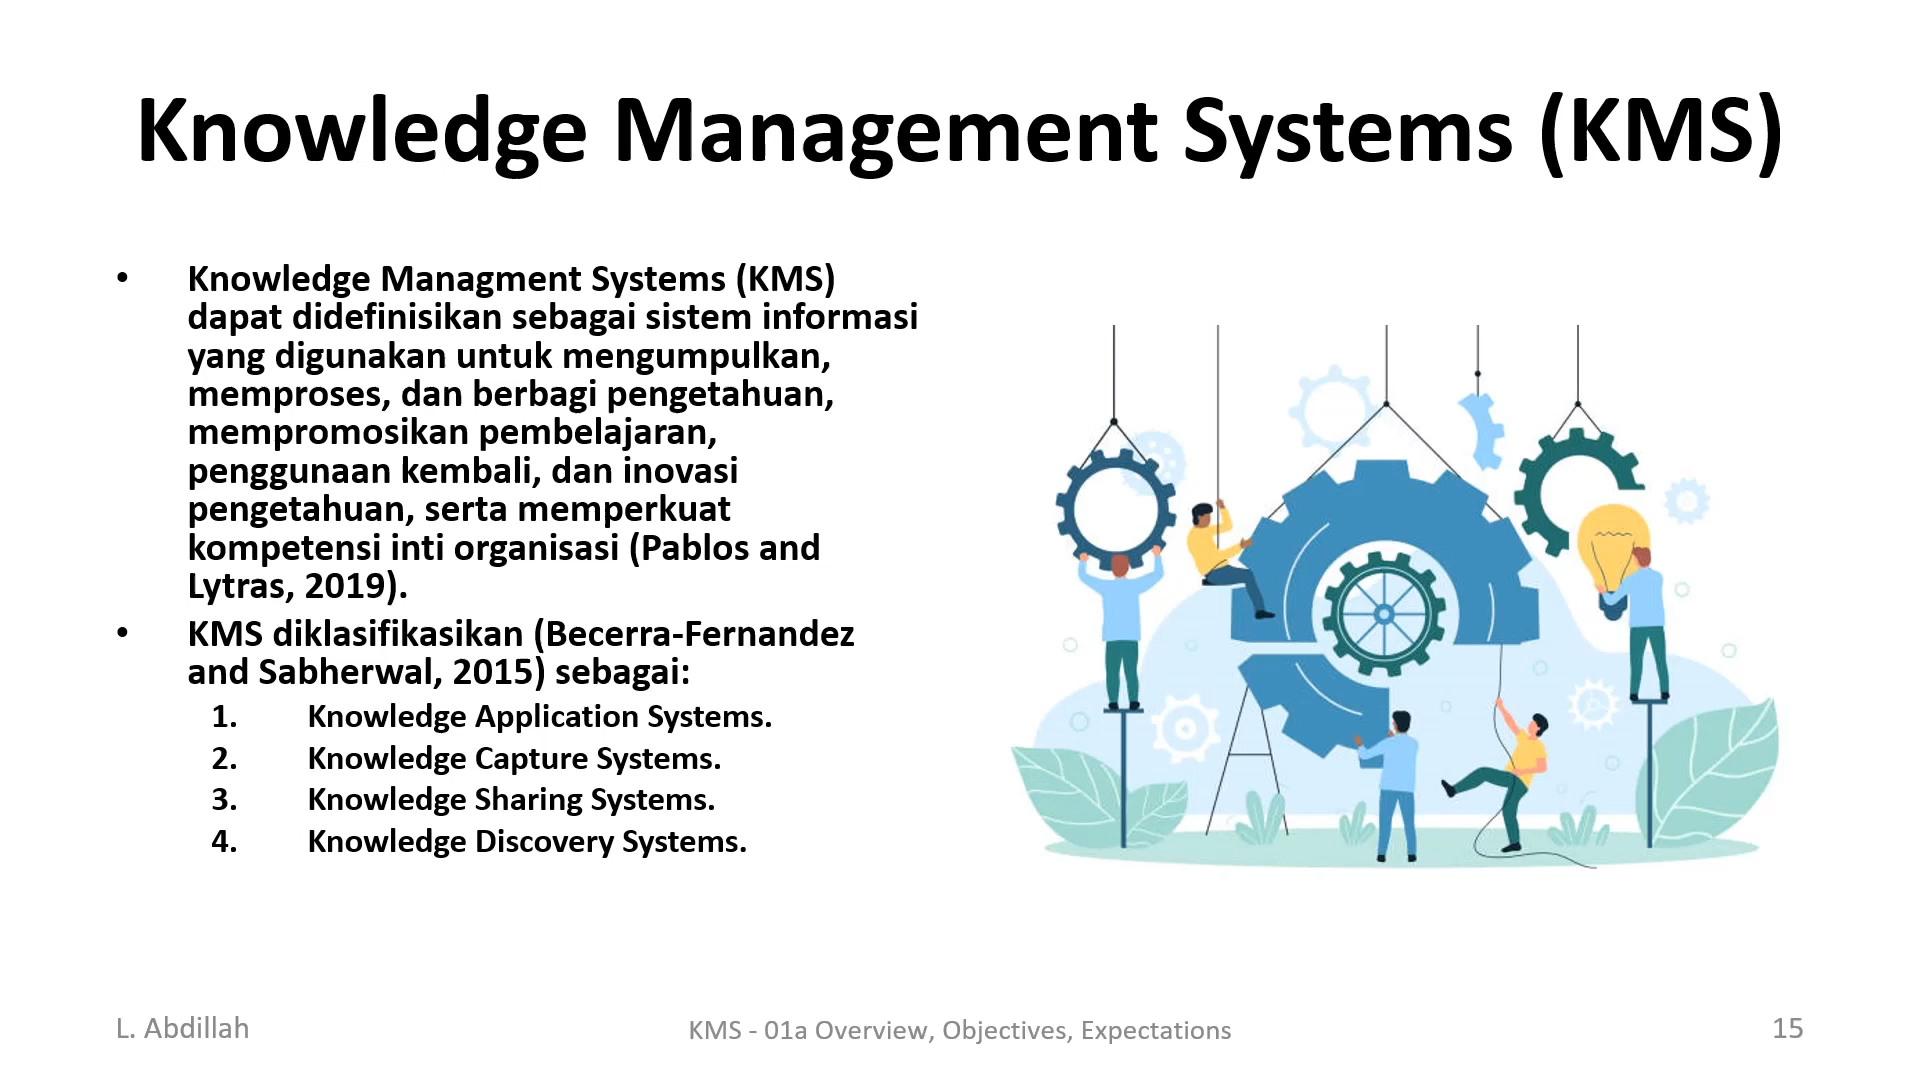 Knowledge Management Systems (KMS)
• Knowledge Managment Systems (KMS)
dapat didefinisikan sebagai sistem informasi
yang digunakan untuk mengumpulkan,
memproses, dan berbagi pengetahuan,
mempromosikan pembelajaran,
penggunaan kembali, dan inovasi
pengetahuan, serta memperkuat
kompetensi inti organisasi (Pablos and
Lytras, 2019).
• KMS diklasifikasikan (Becerra-Fernandez
and Sabherwal, 2015) sebagai:
1. Knowledge Application Systems.
2. Knowledge Capture Systems.
3. Knowledge Sharing Systems.
4. Knowledge Discovery Systems.
L. Abdillah
KMS - 01a Overview, Objectives, Expectations
15